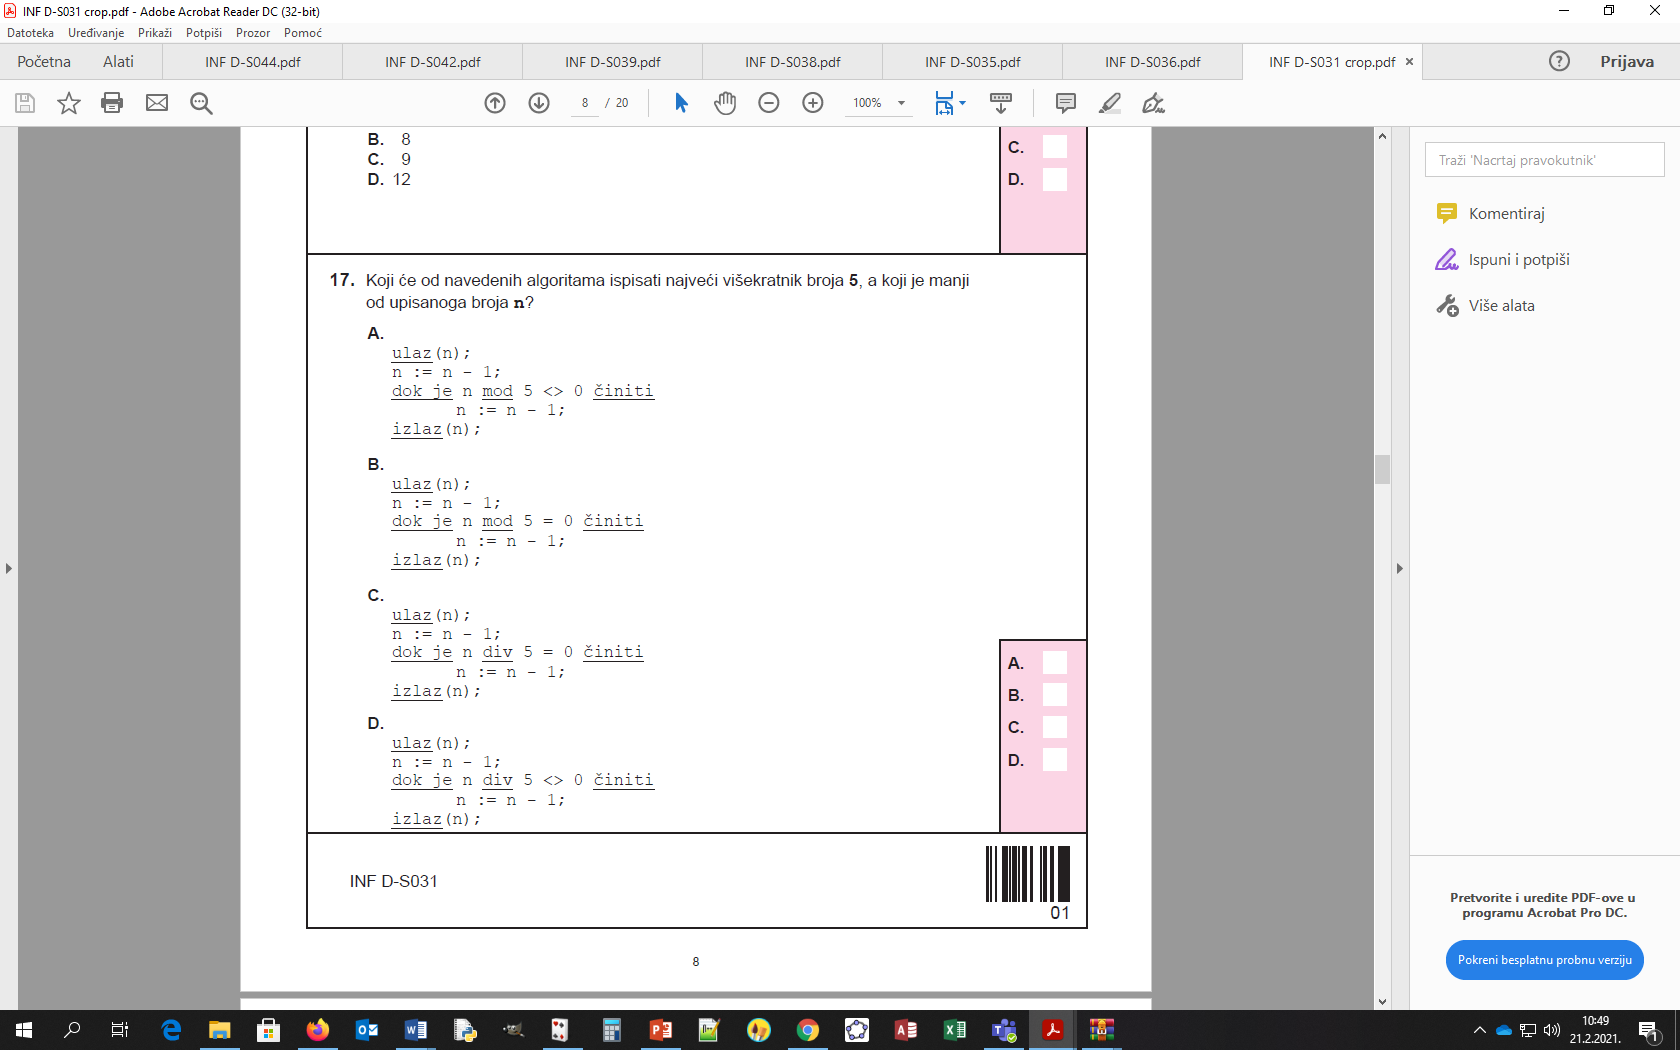 INF D-S031 crop.pdf - Adobe Acrobat Reader DC (32-bit)
Datoteka Uređivanje Prikaži Potpiši Prozor Pomoć
Početna Alati INF D-S044.pdf INF D-S042.pdf INF D-S039.pdf INF D-S038.pdf INF D-S035.pdf INF D-S036.pdf INF D-S031 crop.pdf × Prijava
8 / 20 100%
B. 8
C. 9
D. 12
C.
D.
17. Koji će od navedenih algoritama ispisati najveći višekratnik broja 5, a koji je manji
od upisanoga broja n?
A.
ulaz(n);
n := n - 1;
dok je n mod 5 <> 0 činiti
n := n - 1;
izlaz(n);
B.
ulaz(n);
n := n - 1;
dok je n mod 5 = 0 činiti
n := n - 1;
izlaz(n);
C.
ulaz(n);
n := n - 1;
dok je n div 5 = 0 činiti
n := n - 1;
izlaz(n);
D.
ulaz(n);
n := n - 1;
dok je n div 5 <> 0 činiti
n := n - 1;
izlaz(n);
A.
B.
C.
D.
INF D-S031
01
8
Traži 'Nacrtaj pravokutnik'
Komentiraj
Ispuni i potpiši
Više alata
Pretvorite i uredite PDF-ove u
programu Acrobat Pro DC.
Pokreni besplatnu probnu verziju
10:49
21.2.2021.
1